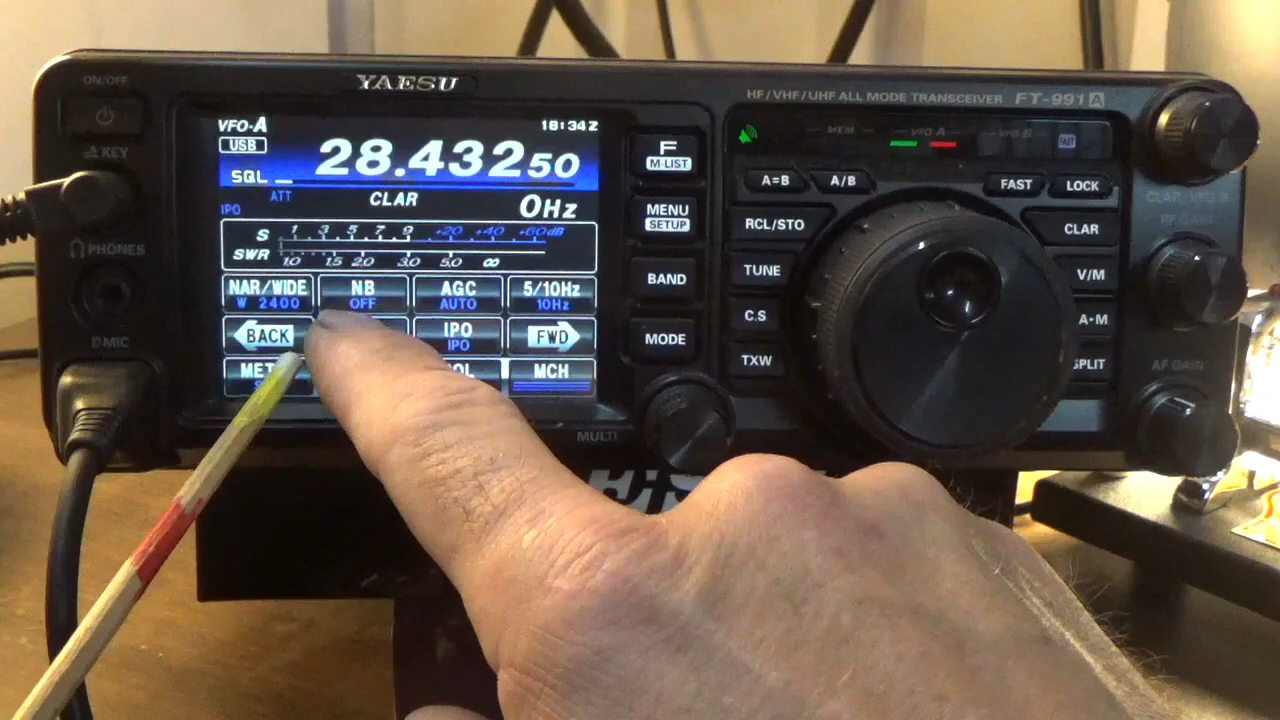 ON/OFF
YAESU
HF/VHF/UHF ALL MODE TRANSCEIVER FT-991A
VFO-A 18:34Z
USB
28.432 50
SQL
IPO ATT CLAR 0Hz
S 1 3 5 7 9 +20 +40 +60dB
SWR 1.0 1.5 2.0 3.0 5.0 ∞
NAR/WIDE NB AGC 5/10Hz
W 2400 OFF AUTO 10Hz
BACK IPO FWD
IPO
MET MCH
KEY
PHONES
MIC
F
M-LIST
MENU
SETUP
BAND
MODE
MULTI
MEM VFO-A VFO-B FAST
A=B A/B FAST LOCK
RCL/STO CLAR
TUNE V/M
C.S A▸M
TXW SPLIT
CLAR/VFO-B
RF GAIN
AF GAIN